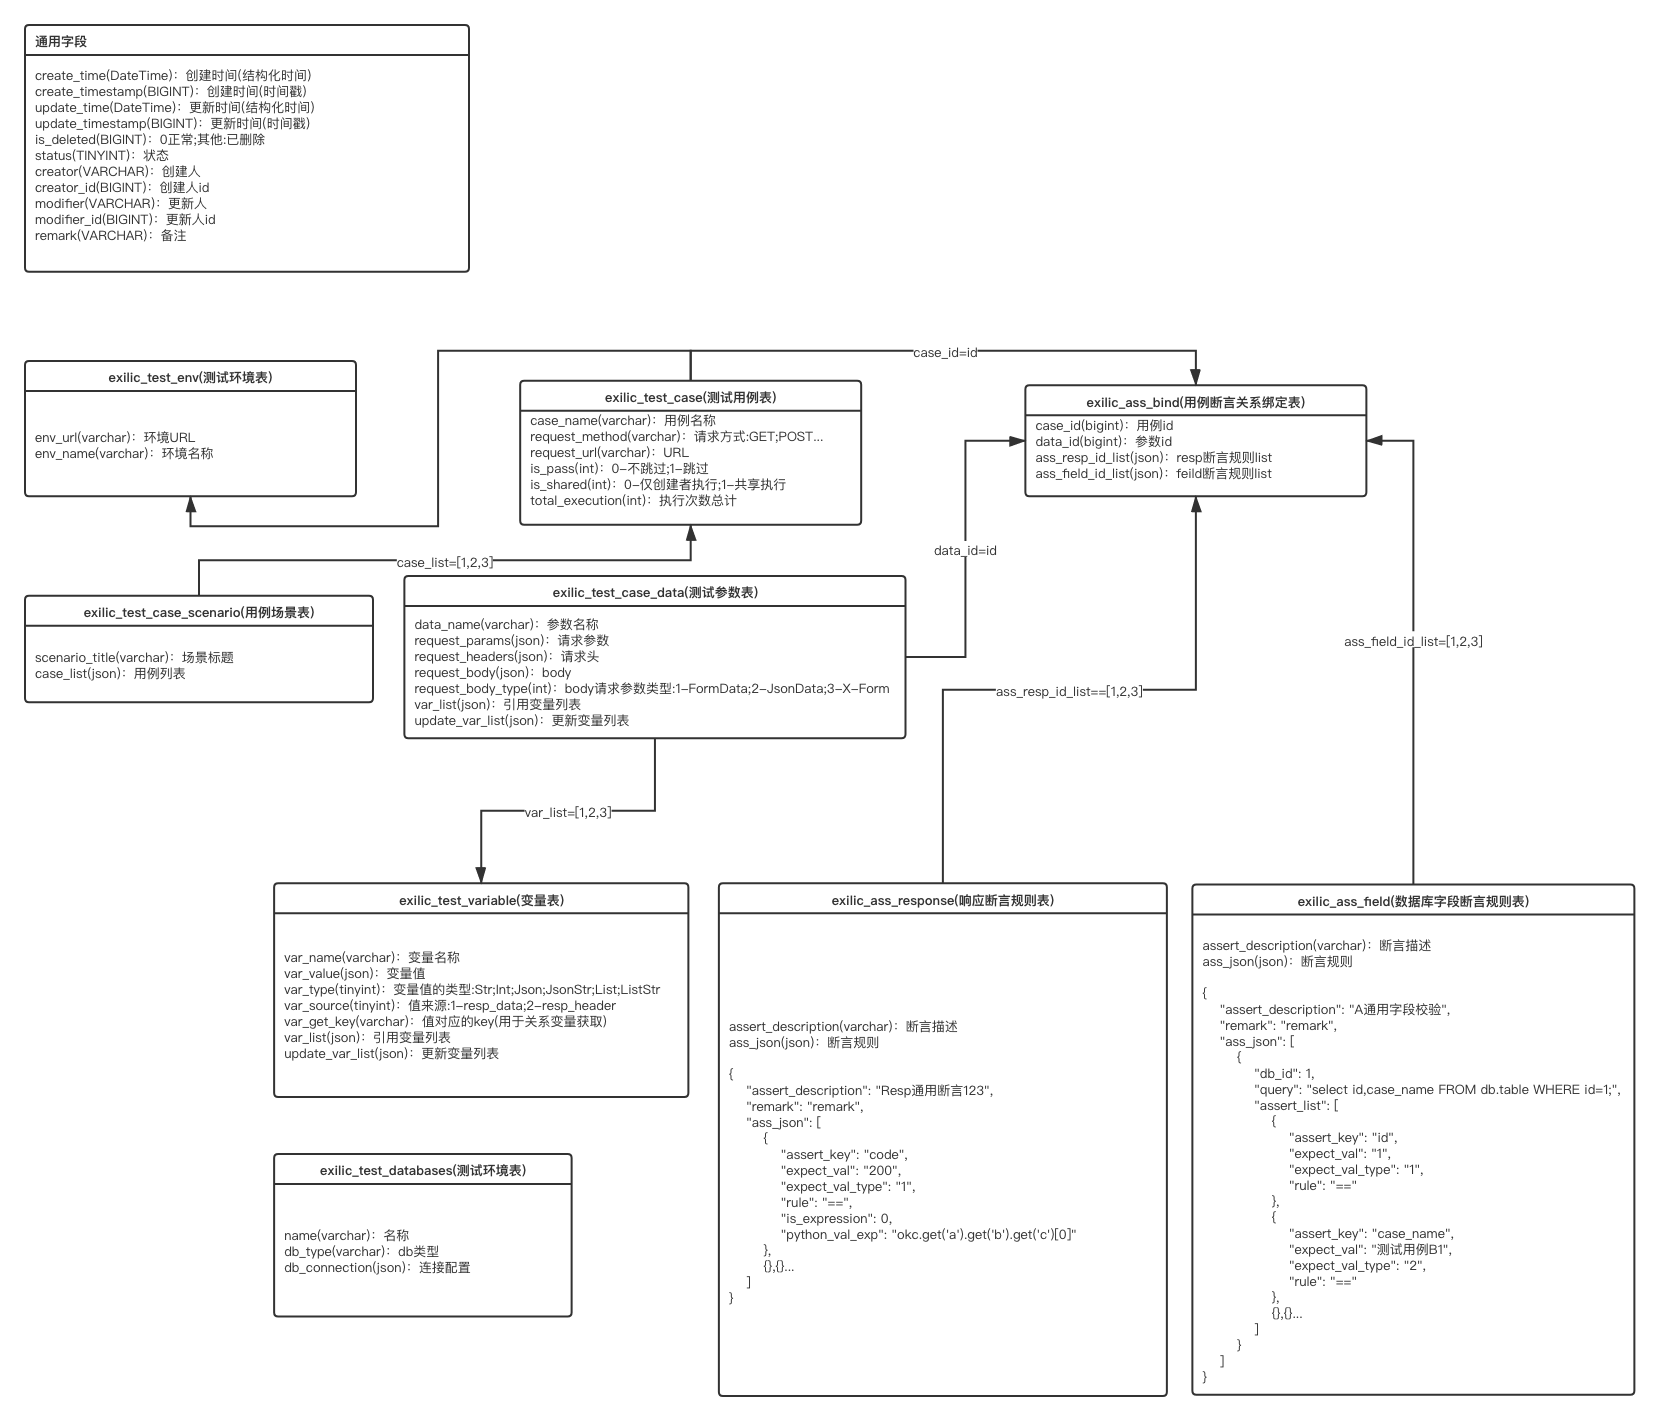 通用字段
create_time(DateTime)：创建时间(结构化时间)
create_timestamp(BIGINT)：创建时间(时间戳)
update_time(DateTime)：更新时间(结构化时间)
update_timestamp(BIGINT)：更新时间(时间戳)
is_deleted(BIGINT)：0正常;其他:已删除
status(TINYINT)：状态
creator(VARCHAR)：创建人
creator_id(BIGINT)：创建人id
modifier(VARCHAR)：更新人
modifier_id(BIGINT)：更新人id
remark(VARCHAR)：备注
case_id=id
exilic_test_env(测试环境表)
env_url(varchar)：环境URL
env_name(varchar)：环境名称
exilic_test_case(测试用例表)
case_name(varchar)：用例名称
request_method(varchar)：请求方式:GET;POST...
request_url(varchar)：URL
is_pass(int)：0-不跳过;1-跳过
is_shared(int)：0-仅创建者执行;1-共享执行
total_execution(int)：执行次数总计
exilic_ass_bind(用例断言关系绑定表)
case_id(bigint)：用例id
data_id(bigint)：参数id
ass_resp_id_list(json)：resp断言规则list
ass_field_id_list(json)：feild断言规则list
data_id=id
case_list=[1,2,3]
exilic_test_case_scenario(用例场景表)
scenario_title(varchar)：场景标题
case_list(json)：用例列表
exilic_test_case_data(测试参数表)
data_name(varchar)：参数名称
request_params(json)：请求参数
request_headers(json)：请求头
request_body(json)：body
request_body_type(int)：body请求参数类型:1-FormData;2-JsonData;3-X-Form
var_list(json)：引用变量列表
update_var_list(json)：更新变量列表
ass_field_id_list=[1,2,3]
ass_resp_id_list==[1,2,3]
var_list=[1,2,3]
exilic_test_variable(变量表)
var_name(varchar)：变量名称
var_value(json)：变量值
var_type(tinyint)：变量值的类型:Str;Int;Json;JsonStr;List;ListStr
var_source(tinyint)：值来源:1-resp_data;2-resp_header
var_get_key(varchar)：值对应的key(用于关系变量获取)
var_list(json)：引用变量列表
update_var_list(json)：更新变量列表
exilic_test_databases(测试环境表)
name(varchar)：名称
db_type(varchar)：db类型
db_connection(json)：连接配置
exilic_ass_response(响应断言规则表)
assert_description(varchar)：断言描述
ass_json(json)：断言规则
{
"assert_description": "Resp通用断言123",
"remark": "remark",
"ass_json": [
{
"assert_key": "code",
"expect_val": "200",
"expect_val_type": "1",
"rule": "==",
"is_expression": 0,
"python_val_exp": "okc.get('a').get('b').get('c')[0]"
},
{},{}...
]
}
exilic_ass_field(数据库字段断言规则表)
assert_description(varchar)：断言描述
ass_json(json)：断言规则
{
"assert_description": "A通用字段校验",
"remark": "remark",
"ass_json": [
{
"db_id": 1,
"query": "select id,case_name FROM db.table WHERE id=1;",
"assert_list": [
{
"assert_key": "id",
"expect_val": "1",
"expect_val_type": "1",
"rule": "=="
},
{
"assert_key": "case_name",
"expect_val": "测试用例B1",
"expect_val_type": "2",
"rule": "=="
},
{},{}...
]
}
]
}